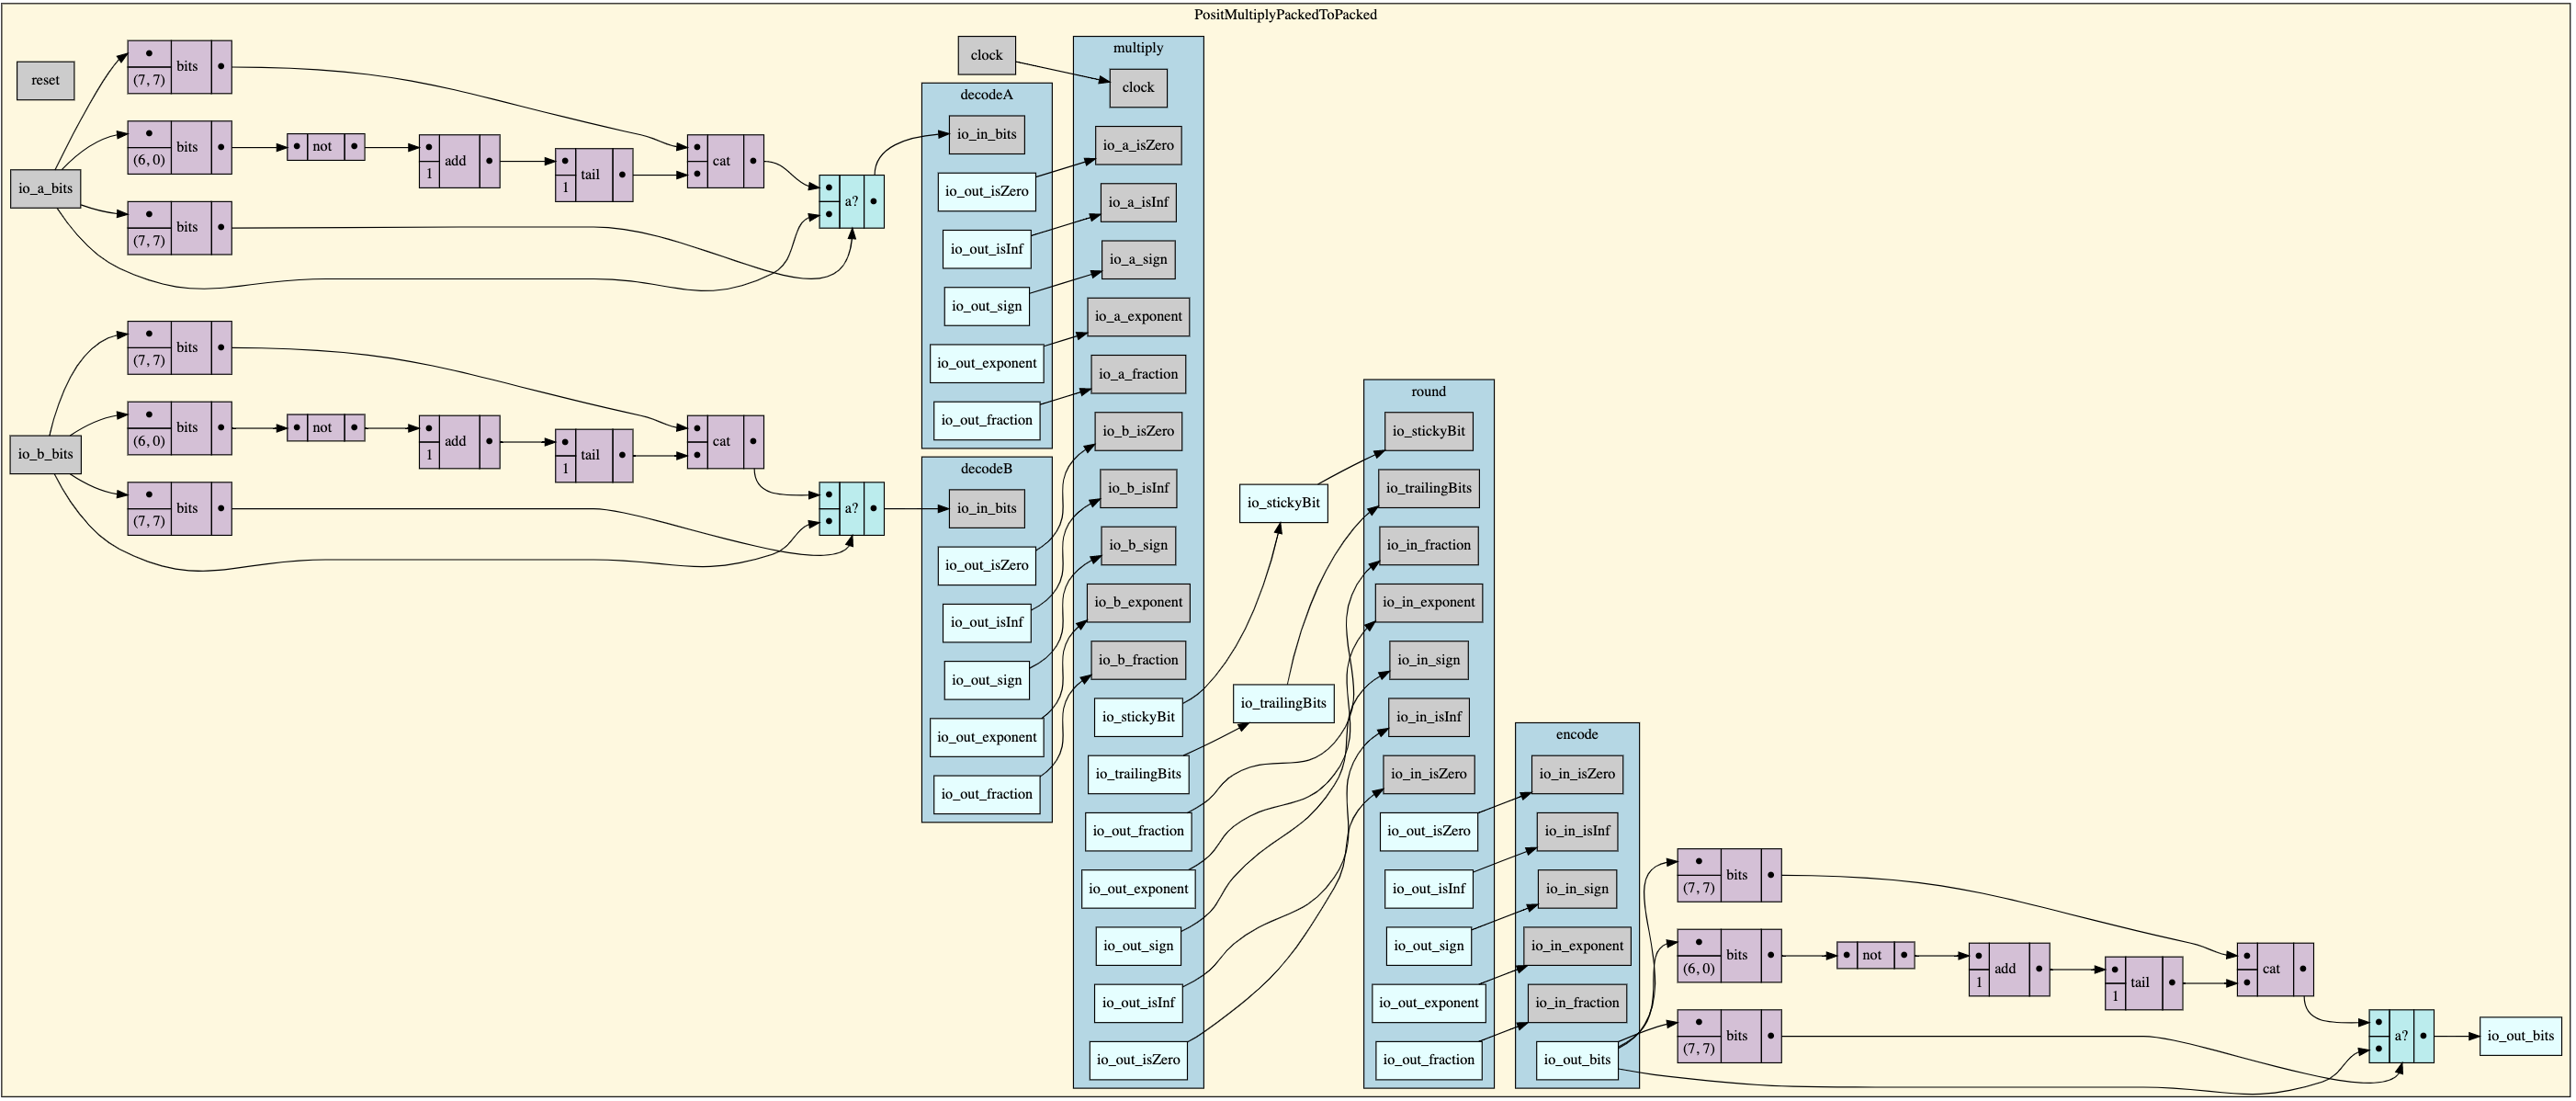 PositMultiplyPackedToPacked
reset
io_a_bits
bits
(7, 7)
bits
(6, 0)
not
add
1
tail
1
cat
bits
(7, 7)
a?
io_b_bits
bits
(7, 7)
bits
(6, 0)
not
add
1
tail
1
cat
bits
(7, 7)
a?
clock
decodeA
io_in_bits
io_out_isZero
io_out_isInf
io_out_sign
io_out_exponent
io_out_fraction
decodeB
io_in_bits
io_out_isZero
io_out_isInf
io_out_sign
io_out_exponent
io_out_fraction
multiply
clock
io_a_isZero
io_a_isInf
io_a_sign
io_a_exponent
io_a_fraction
io_b_isZero
io_b_isInf
io_b_sign
io_b_exponent
io_b_fraction
io_stickyBit
io_trailingBits
io_out_fraction
io_out_exponent
io_out_sign
io_out_isInf
io_out_isZero
io_stickyBit
io_trailingBits
round
io_stickyBit
io_trailingBits
io_in_fraction
io_in_exponent
io_in_sign
io_in_isInf
io_in_isZero
io_out_isZero
io_out_isInf
io_out_sign
io_out_exponent
io_out_fraction
encode
io_in_isZero
io_in_isInf
io_in_sign
io_in_exponent
io_in_fraction
io_out_bits
bits
(7, 7)
bits
(6, 0)
not
add
1
tail
1
cat
bits
(7, 7)
a?
io_out_bits